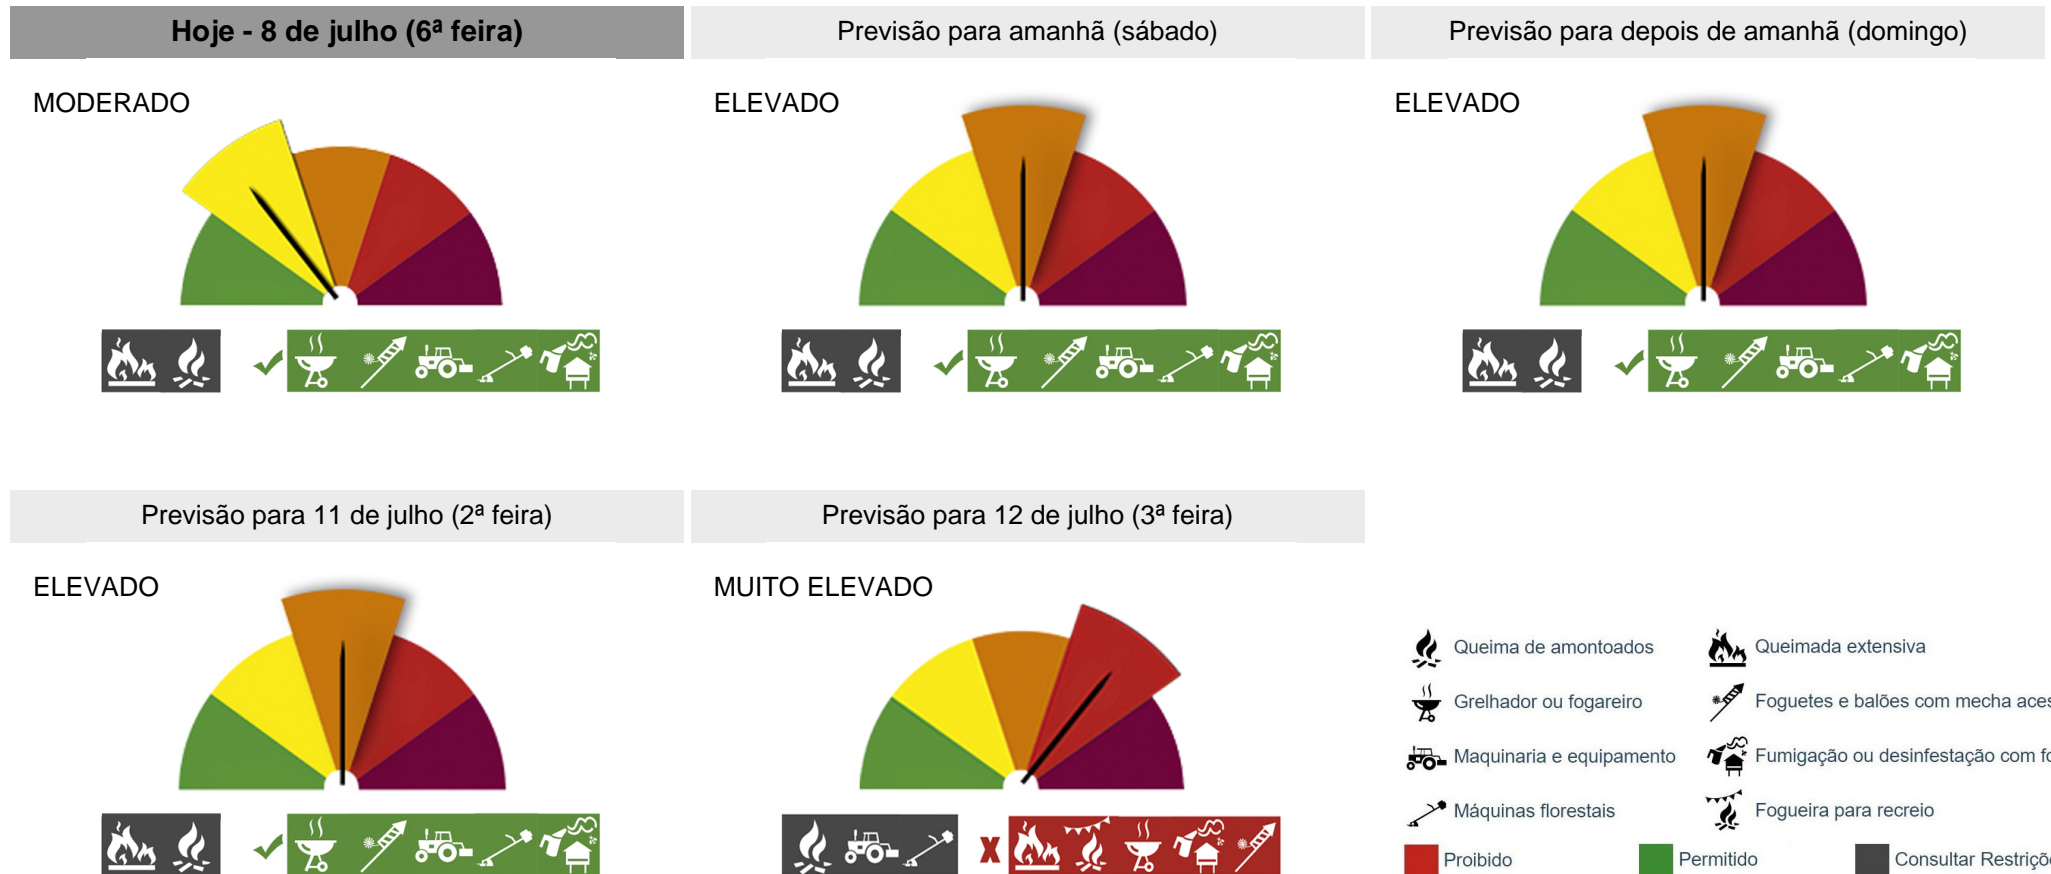 Hoje - 8 de julho (6ª feira)
Previsão para amanhã (sábado)
Previsão para depois de amanhã (domingo)
MODERADO
ELEVADO
ELEVADO
Previsão para 11 de julho (2ª feira)
Previsão para 12 de julho (3ª feira)
ELEVADO
MUITO ELEVADO
Queima de amontoados
Queimada extensiva
Grelhador ou fogareiro
Foguetes e balões com mecha
Maquinaria e equipamento
Fumigação ou desinfestação com
Máquinas florestais
Fogueira para recreio
Proibido
Permitido
Consultar